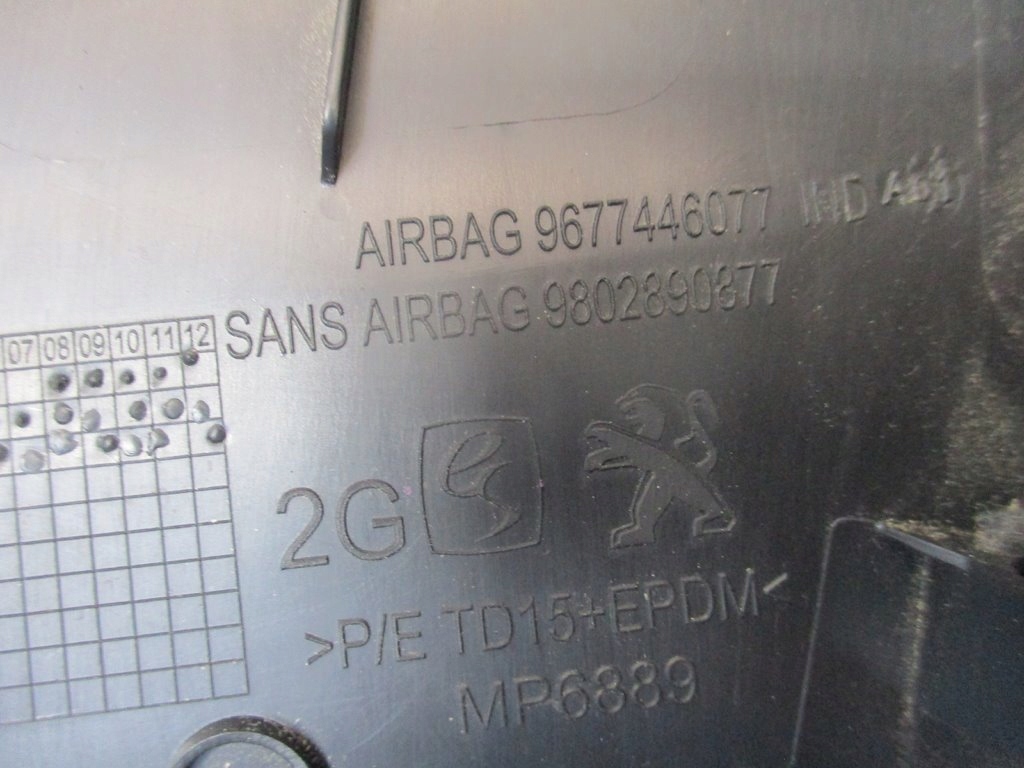 AIRBAG 9677446077 IND
SANS AIRBAG 9802890877
07 08 09 10 11 12
2G
>P/E TD15+EPDM<
MP6889